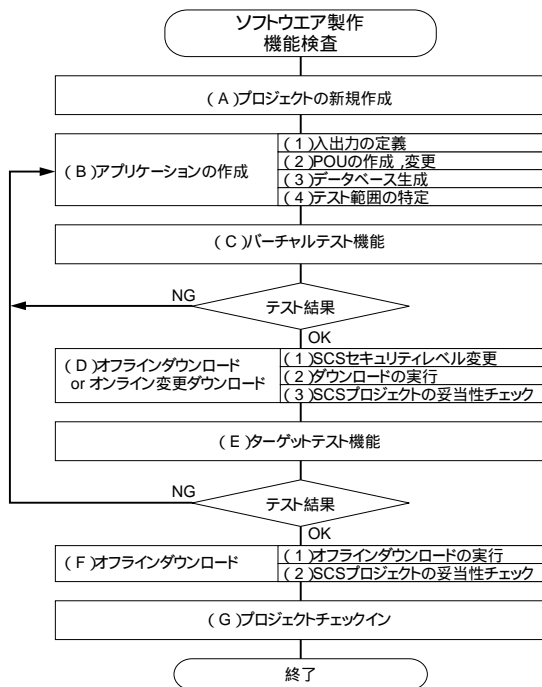 ソフトウエア製作
機能検査
(A)プロジェクトの新規作成
(B)アプリケーションの作成
(1)入出力の定義
(2)POUの作成,変更
(3)データベース生成
(4)テスト範囲の特定
(C)バーチャルテスト機能
NG
テスト結果
OK
(D)オフラインダウンロード
or オンライン変更ダウンロード
(1)SCSセキュリティレベル変更
(2)ダウンロードの実行
(3)SCSプロジェクトの妥当性チェック
(E)ターゲットテスト機能
NG
テスト結果
OK
(F)オフラインダウンロード
(1)オフラインダウンロードの実行
(2)SCSプロジェクトの妥当性チェック
(G)プロジェクトチェックイン
終了